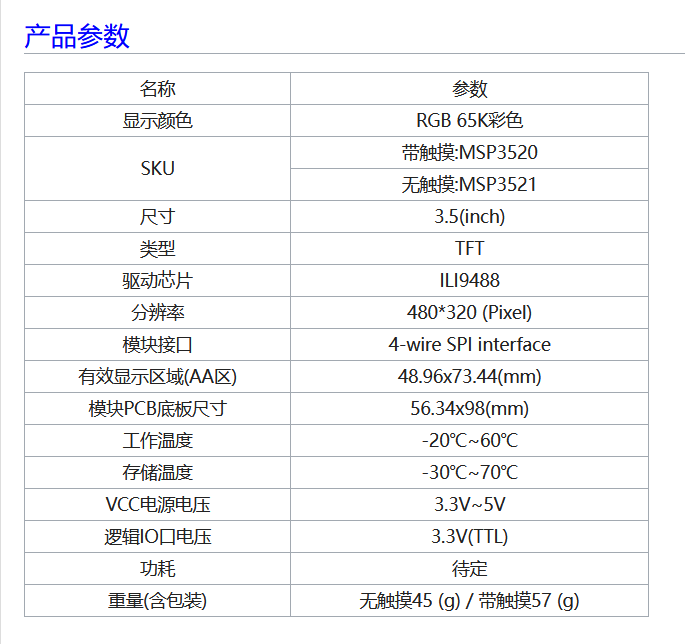 产品参数
名称 参数
显示颜色 RGB 65K彩色
SKU 带触摸:MSP3520
无触摸:MSP3521
尺寸 3.5(inch)
类型 TFT
驱动芯片 ILI9488
分辨率 480*320 (Pixel)
模块接口 4-wire SPI interface
有效显示区域(AA区) 48.96x73.44(mm)
模块PCB底板尺寸 56.34x98(mm)
工作温度 -20℃~60℃
存储温度 -30℃~70℃
VCC电源电压 3.3V~5V
逻辑IO口电压 3.3V(TTL)
功耗 待定
重量(含包装) 无触摸45 (g) / 带触摸57 (g)